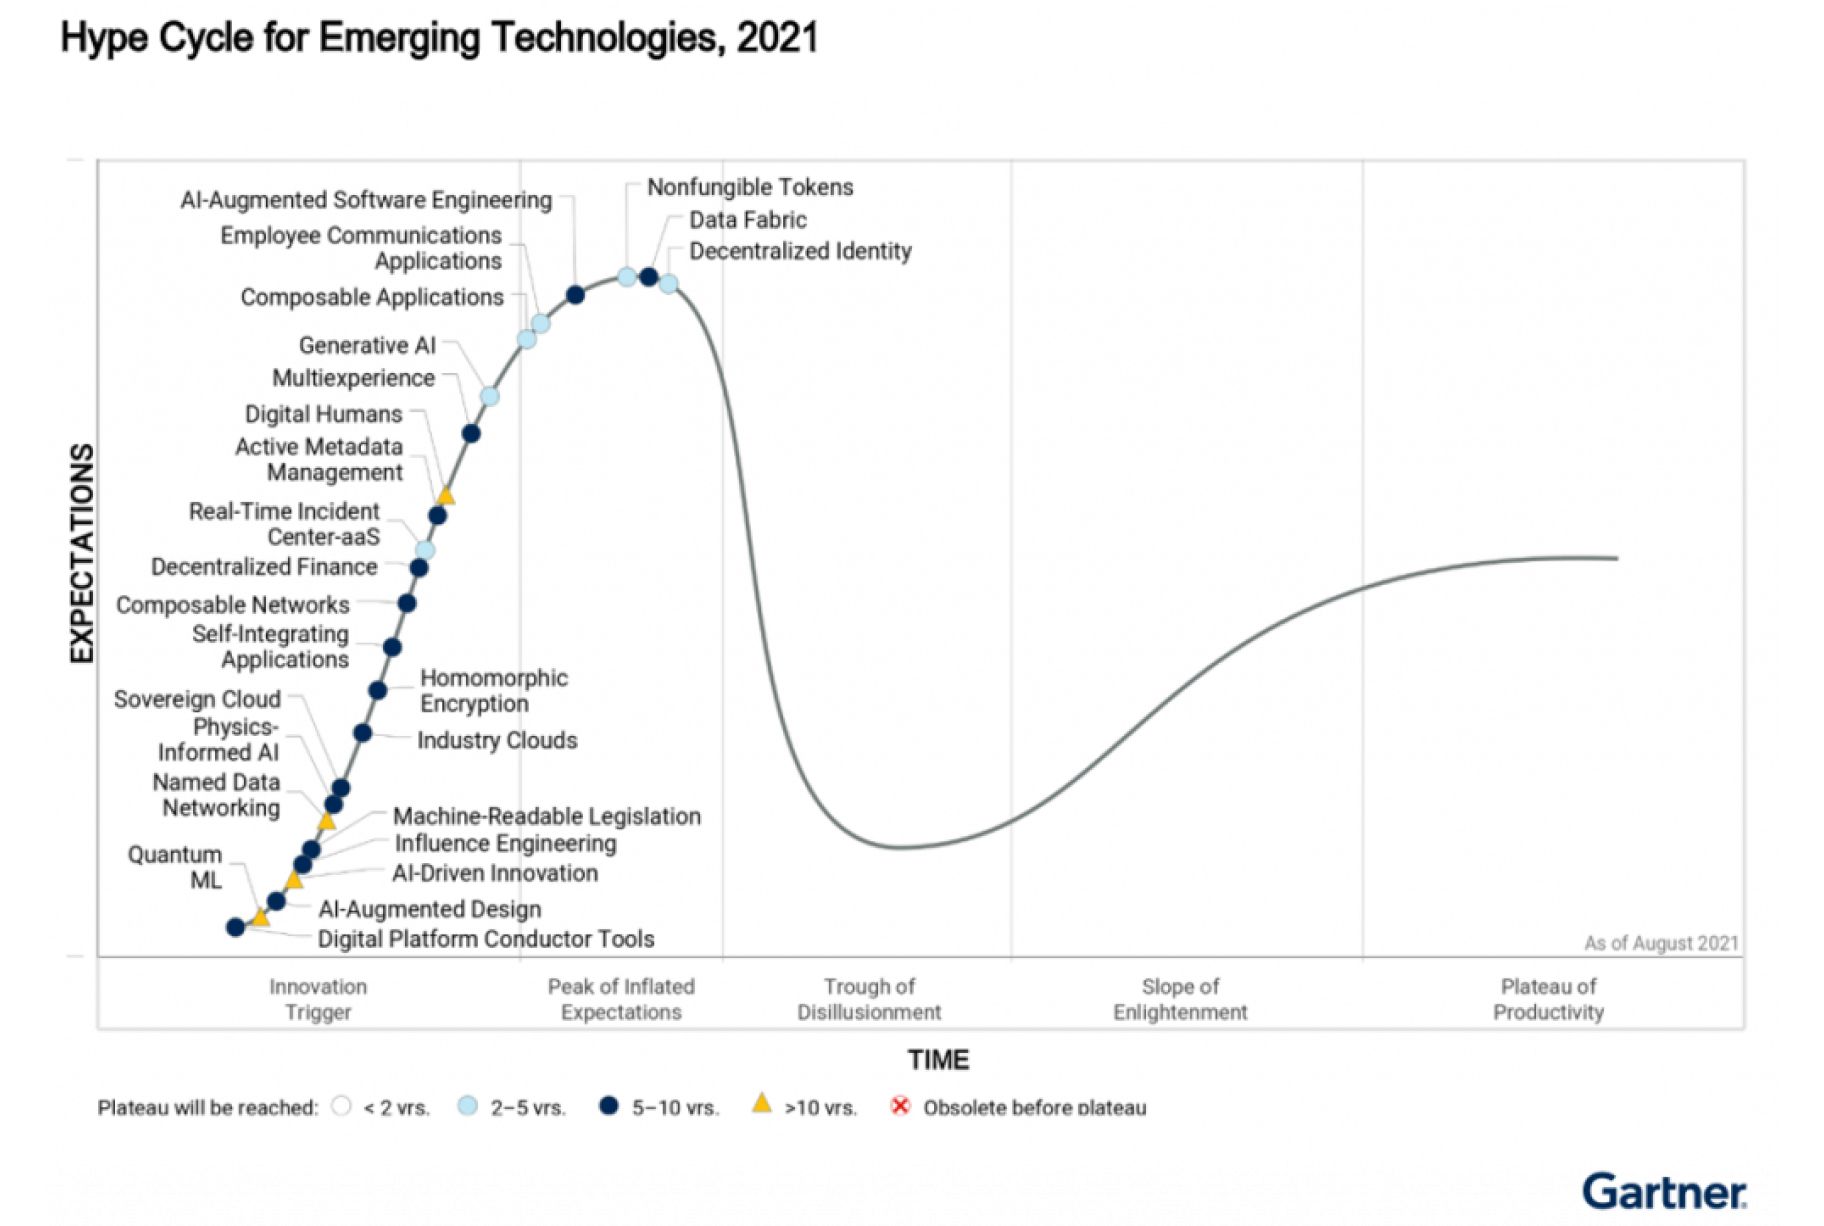 Hype Cycle for Emerging Technologies, 2021
AI-Augmented Software Engineering
Employee Communications
Applications
Composable Applications
Generative AI
Multiexperience
Digital Humans
Active Metadata
Management
Real-Time Incident
Center-aaS
Decentralized Finance
Composable Networks
Self-Integrating
Applications
Sovereign Cloud
Physics-
Informed AI
Named Data
Networking
Quantum
ML
Nonfungible Tokens
Data Fabric
Decentralized Identity
Homomorphic
Encryption
Industry Clouds
Machine-Readable Legislation
Influence Engineering
AI-Driven Innovation
AI-Augmented Design
Digital Platform Conductor Tools
EXPECTATIONS
As of August 2021
Innovation
Trigger
Peak of Inflated
Expectations
Trough of
Disillusionment
Slope of
Enlightenment
Plateau of
Productivity
TIME
Plateau will be reached: < 2 yrs. 2–5 yrs. 5–10 yrs. >10 yrs. Obsolete before plateau
Gartner.